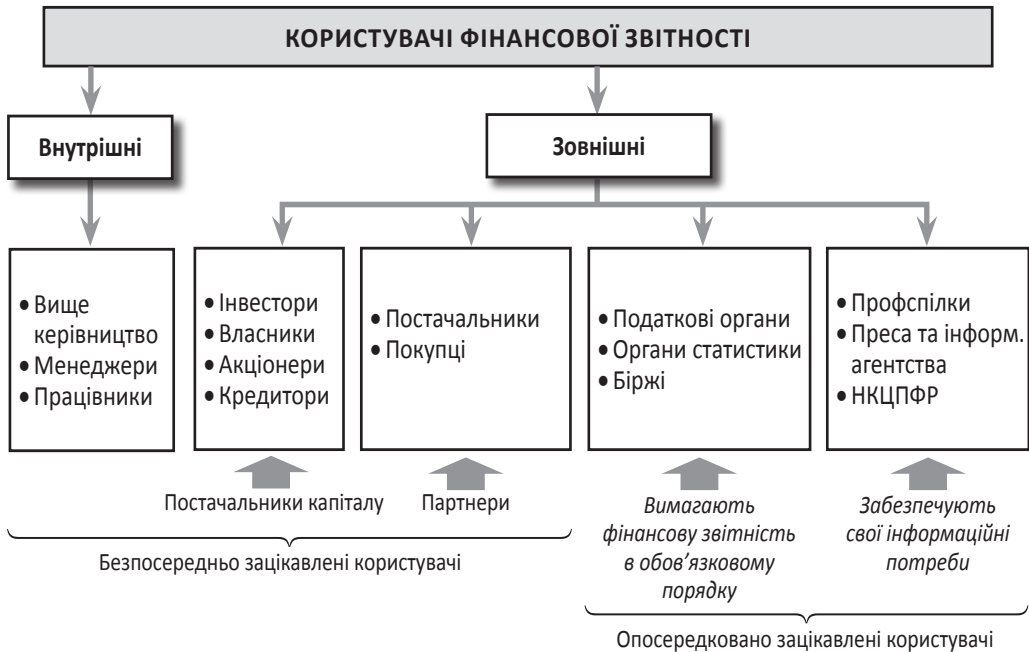 КОРИСТУВАЧІ ФІНАНСОВОЇ ЗВІТНОСТІ
Внутрішні
Зовнішні
• Вище
керівництво
• Менеджери
• Працівники
• Інвестори
• Власники
• Акціонери
• Кредитори
• Постачальники
• Покупці
• Податкові органи
• Органи статистики
• Біржі
• Профспілки
• Преса та інформ.
агентства
• НКЦПФР
Постачальники капіталу
Партнери
Вимагають
фінансову звітність
в обов’язковому
порядку
Забезпечують
свої інформаційні
потреби
Безпосередньо зацікавлені користувачі
Опосередковано зацікавлені користувачі